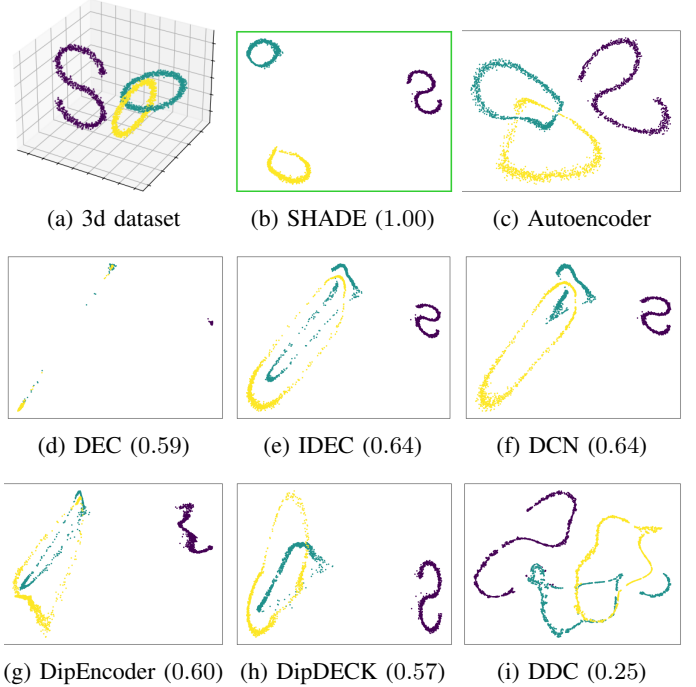 (a) 3d dataset
(b) SHADE (1.00)
(c) Autoencoder
(d) DEC (0.59)
(e) IDEC (0.64)
(f) DCN (0.64)
(g) DipEncoder (0.60)
(h) DipDECK (0.57)
(i) DDC (0.25)